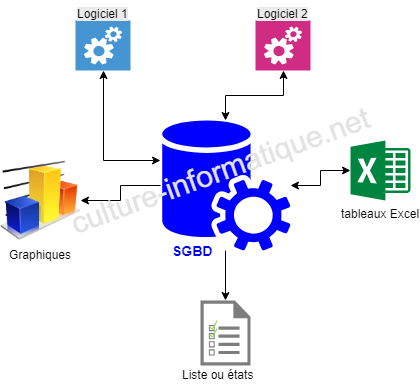 Logiciel 1
Logiciel 2
culture-informatique.net
X
tableaux Excel
Graphiques
SGBD
Liste ou états